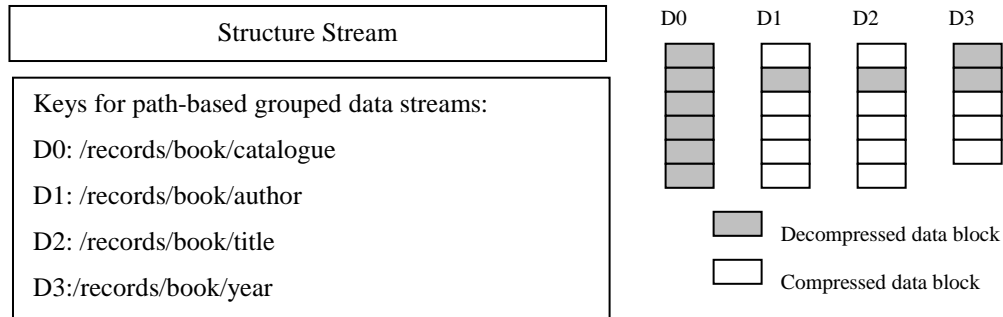 Structure Stream
Keys for path-based grouped data streams:
D0: /records/book/catalogue
D1: /records/book/author
D2: /records/book/title
D3:/records/book/year
D0 D1 D2 D3
Decompressed data block
Compressed data block